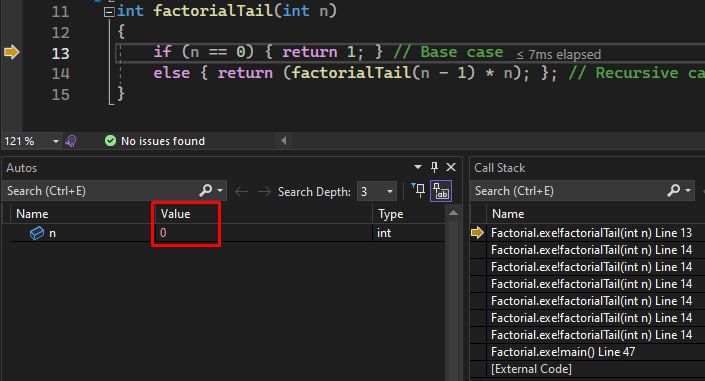 11 int factorialTail(int n)
12 {
13 if (n == 0) { return 1; } // Base case ≤ 7ms elapsed
14 else { return (factorialTail(n - 1) * n); }; // Recursive ca
15 }
121 % No issues found
Autos
Search (Ctrl+E) Search Depth: 3
Name Value Type
n 0 int
Call Stack
Search (Ctrl+E)
Name
Factorial.exe!factorialTail(int n) Line 13
Factorial.exe!factorialTail(int n) Line 14
Factorial.exe!factorialTail(int n) Line 14
Factorial.exe!factorialTail(int n) Line 14
Factorial.exe!factorialTail(int n) Line 14
Factorial.exe!factorialTail(int n) Line 14
Factorial.exe!factorialTail(int n) Line 14
Factorial.exe!main() Line 47
[External Code]